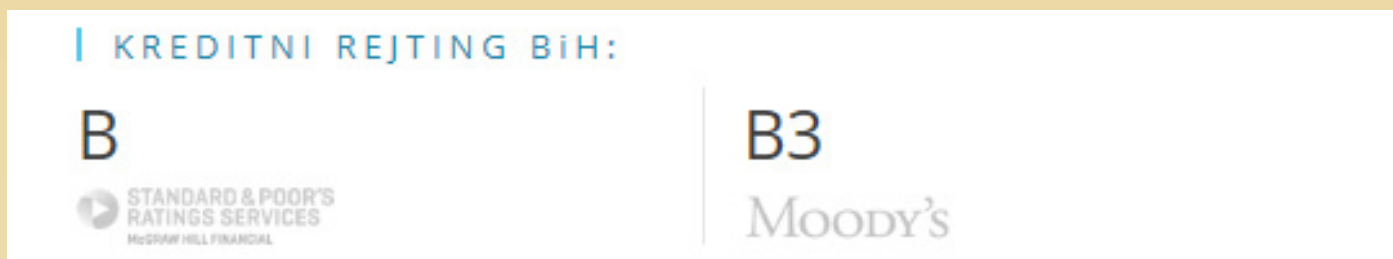 KREDITNI REJTING BiH:
B
STANDARD & POOR'S
RATINGS SERVICES
McGRAW HILL FINANCIAL
B3
MOODY'S